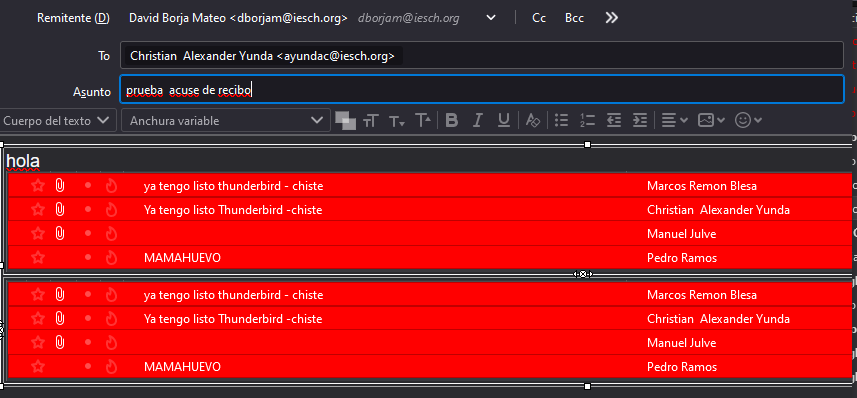 Remitente (D) David Borja Mateo <dborjam@iesch.org> dborjam@iesch.org Cc Bcc
To Christian Alexander Yunda <ayundac@iesch.org>
Asunto prueba acuse de recibo
Cuerpo del texto Anchura variable
hola
ya tengo listo thunderbird - chiste Marcos Remon Blesa
Ya tengo listo Thunderbird -chiste Christian Alexander Yunda
Manuel Julve
MAMAHUEVO Pedro Ramos
ya tengo listo thunderbird - chiste Marcos Remon Blesa
Ya tengo listo Thunderbird -chiste Christian Alexander Yunda
Manuel Julve
MAMAHUEVO Pedro Ramos